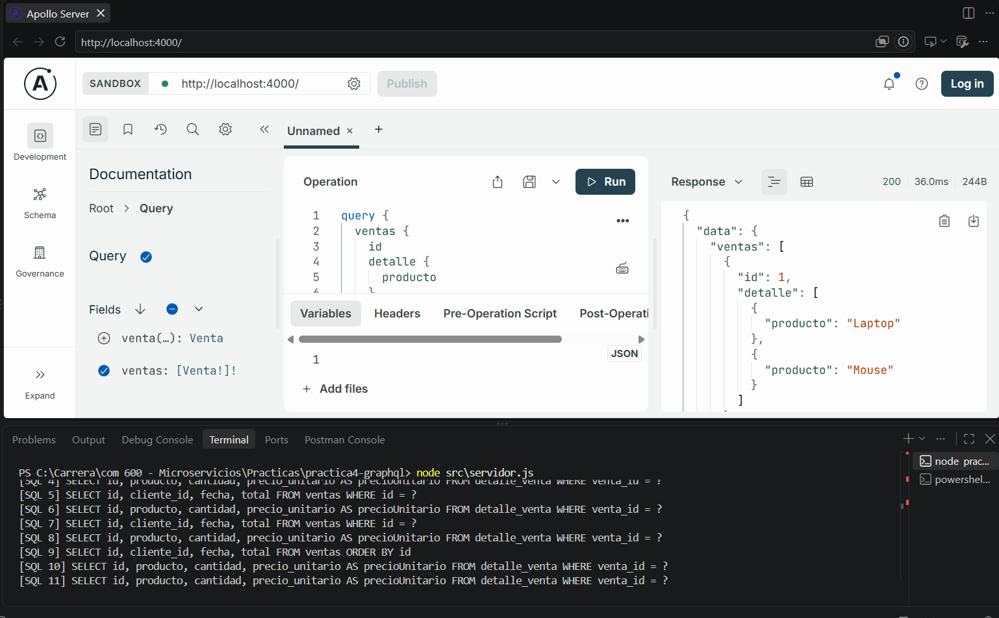 Apollo Server
http://localhost:4000/
SANDBOX
http://localhost:4000/
Publish
Log in
Development
Schema
Governance
Expand
Unnamed
Documentation
Root > Query
Query
Fields
venta(…): Venta
ventas: [Venta!]!
Operation
Run
1 query {
2 ventas {
3 id
4 detalle {
5 producto
6 }
Variables Headers Pre-Operation Script Post-Operati
1
JSON
+ Add files
Response
200 36.0ms 244B
{
"data": {
"ventas": [
{
"id": 1,
"detalle": [
{
"producto": "Laptop"
},
{
"producto": "Mouse"
}
]
Problems Output Debug Console Terminal Ports Postman Console
PS C:\Carrera\com 600 - Microservicios\Practicas\practica4-graphql> node src\servidor.js
[SQL 4] SELECT id, producto, cantidad, precio_unitario AS precioUnitario FROM detalle_venta WHERE venta_id = ?
[SQL 5] SELECT id, cliente_id, fecha, total FROM ventas WHERE id = ?
[SQL 6] SELECT id, producto, cantidad, precio_unitario AS precioUnitario FROM detalle_venta WHERE venta_id = ?
[SQL 7] SELECT id, cliente_id, fecha, total FROM ventas WHERE id = ?
[SQL 8] SELECT id, producto, cantidad, precio_unitario AS precioUnitario FROM detalle_venta WHERE venta_id = ?
[SQL 9] SELECT id, cliente_id, fecha, total FROM ventas ORDER BY id
[SQL 10] SELECT id, producto, cantidad, precio_unitario AS precioUnitario FROM detalle_venta WHERE venta_id = ?
[SQL 11] SELECT id, producto, cantidad, precio_unitario AS precioUnitario FROM detalle_venta WHERE venta_id = ?
node prac...
powershel...